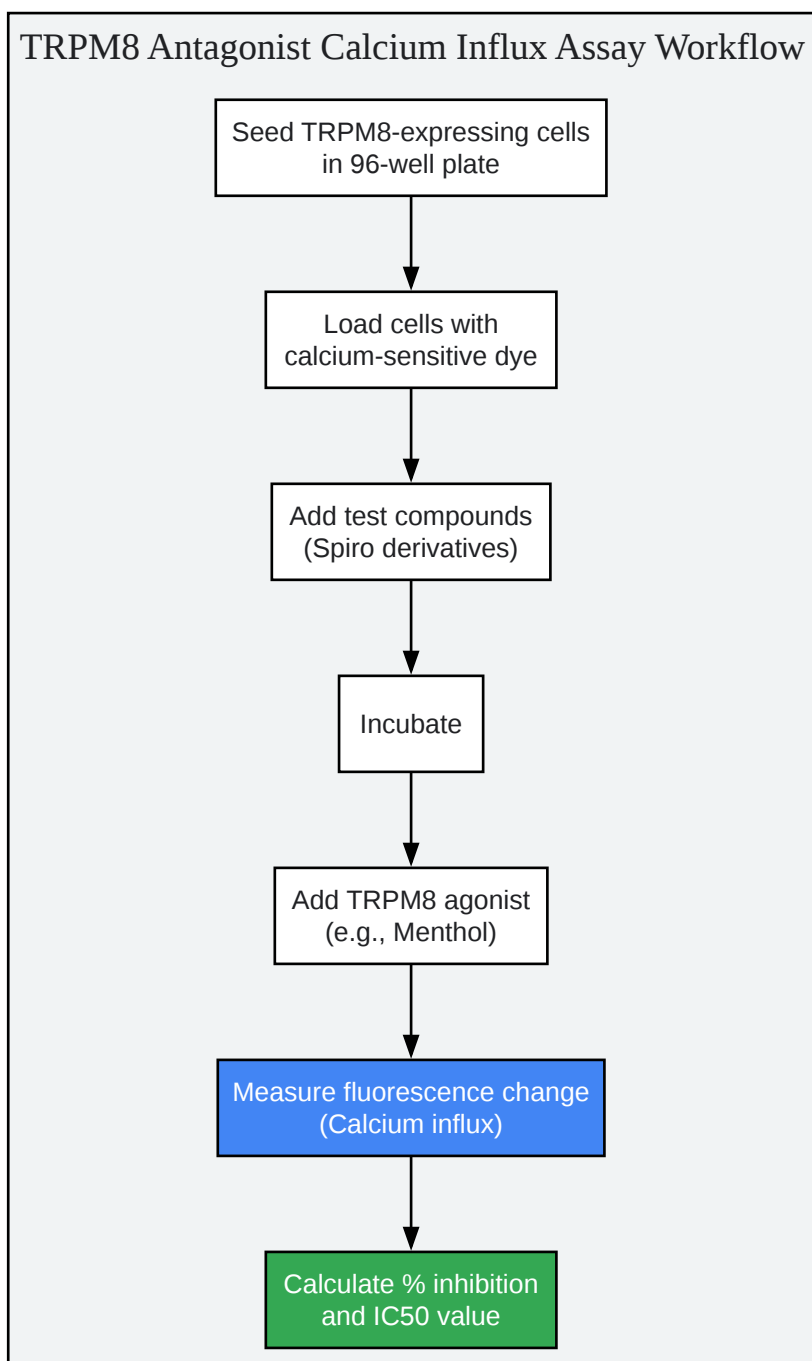 TRPM8 Antagonist Calcium Influx Assay Workflow
Seed TRPM8-expressing cells
in 96-well plate
Load cells with
calcium-sensitive dye
Add test compounds
(Spiro derivatives)
Incubate
Add TRPM8 agonist
(e.g., Menthol)
Measure fluorescence change
(Calcium influx)
Calculate % inhibition
and IC50 value